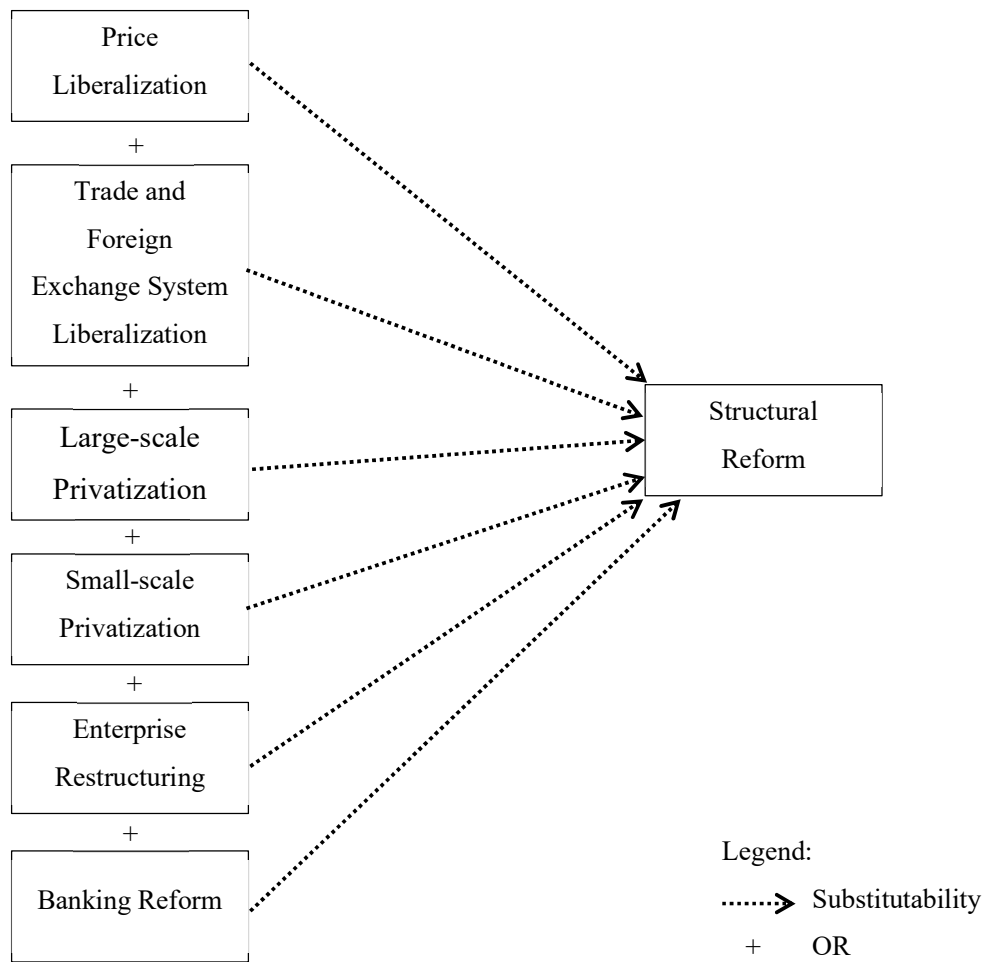 Price
Liberalization
+
Trade and
Foreign
Exchange System
Liberalization
+
Large-scale
Privatization
+
Small-scale
Privatization
+
Enterprise
Restructuring
+
Banking Reform
Structural
Reform
Legend:
Substitutability
+ OR